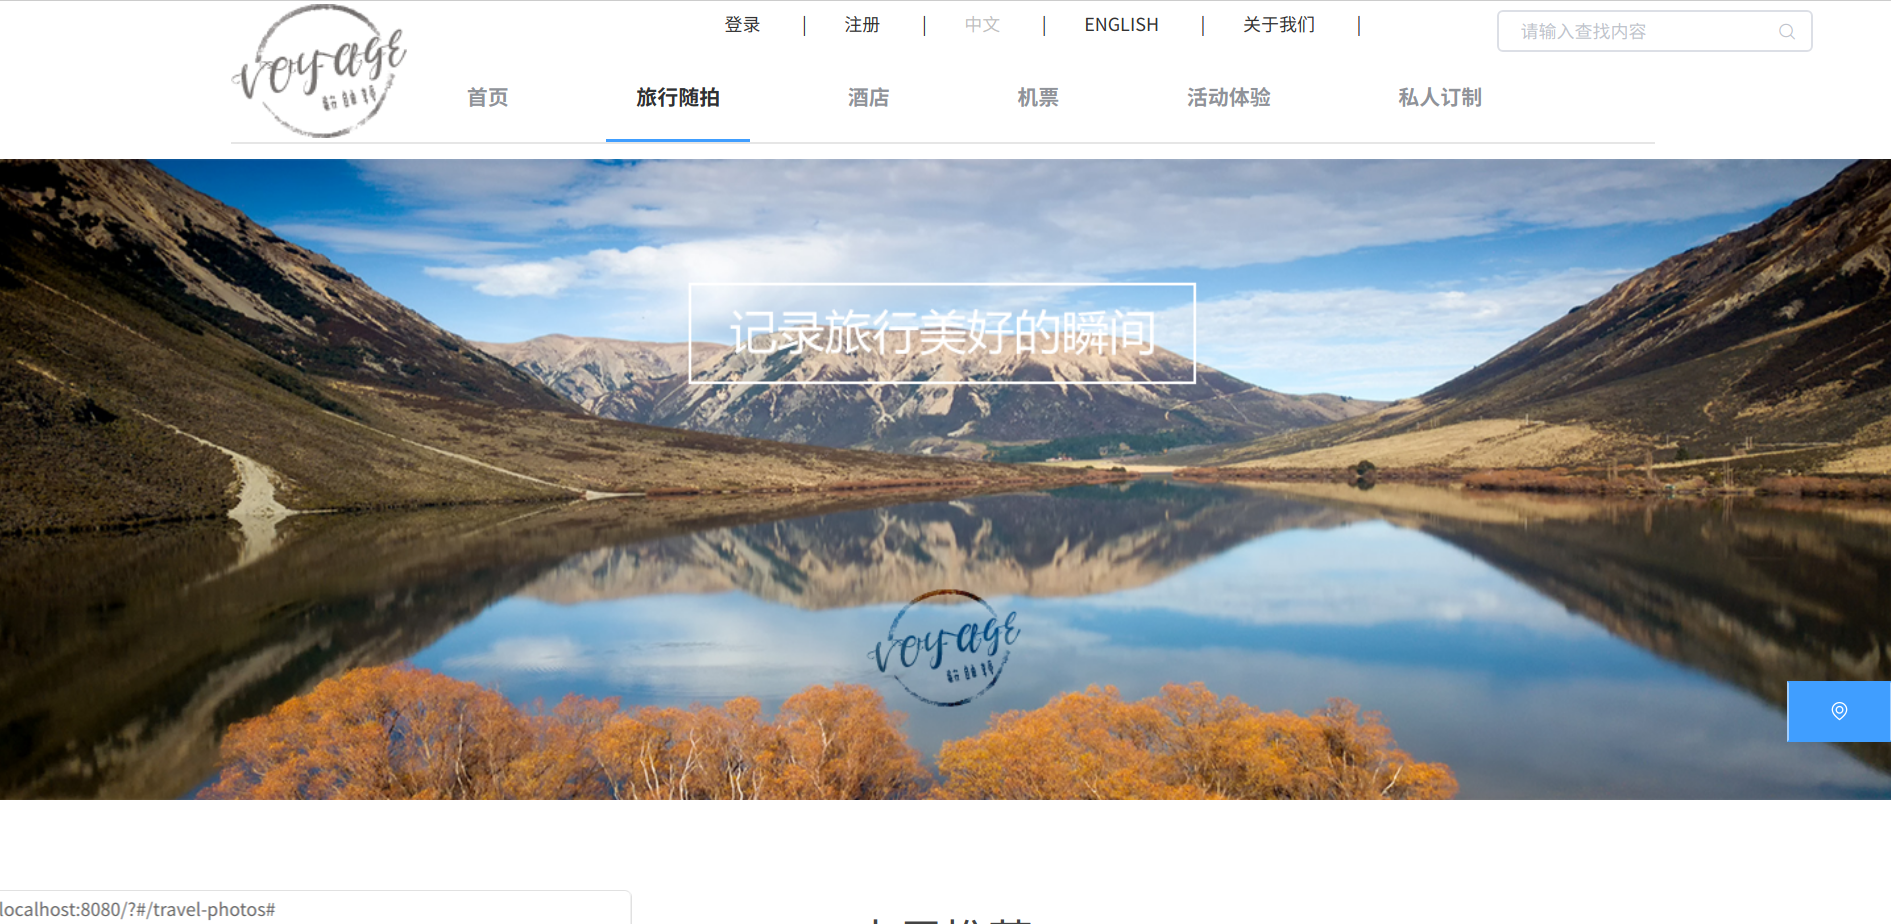 登录 | 注册 | 中文 | ENGLISH | 关于我们 |
请输入查找内容
voyage
首页 旅行随拍 酒店 机票 活动体验 私人订制
记录旅行美好的瞬间
voyage
localhost:8080/?#/travel-photos#